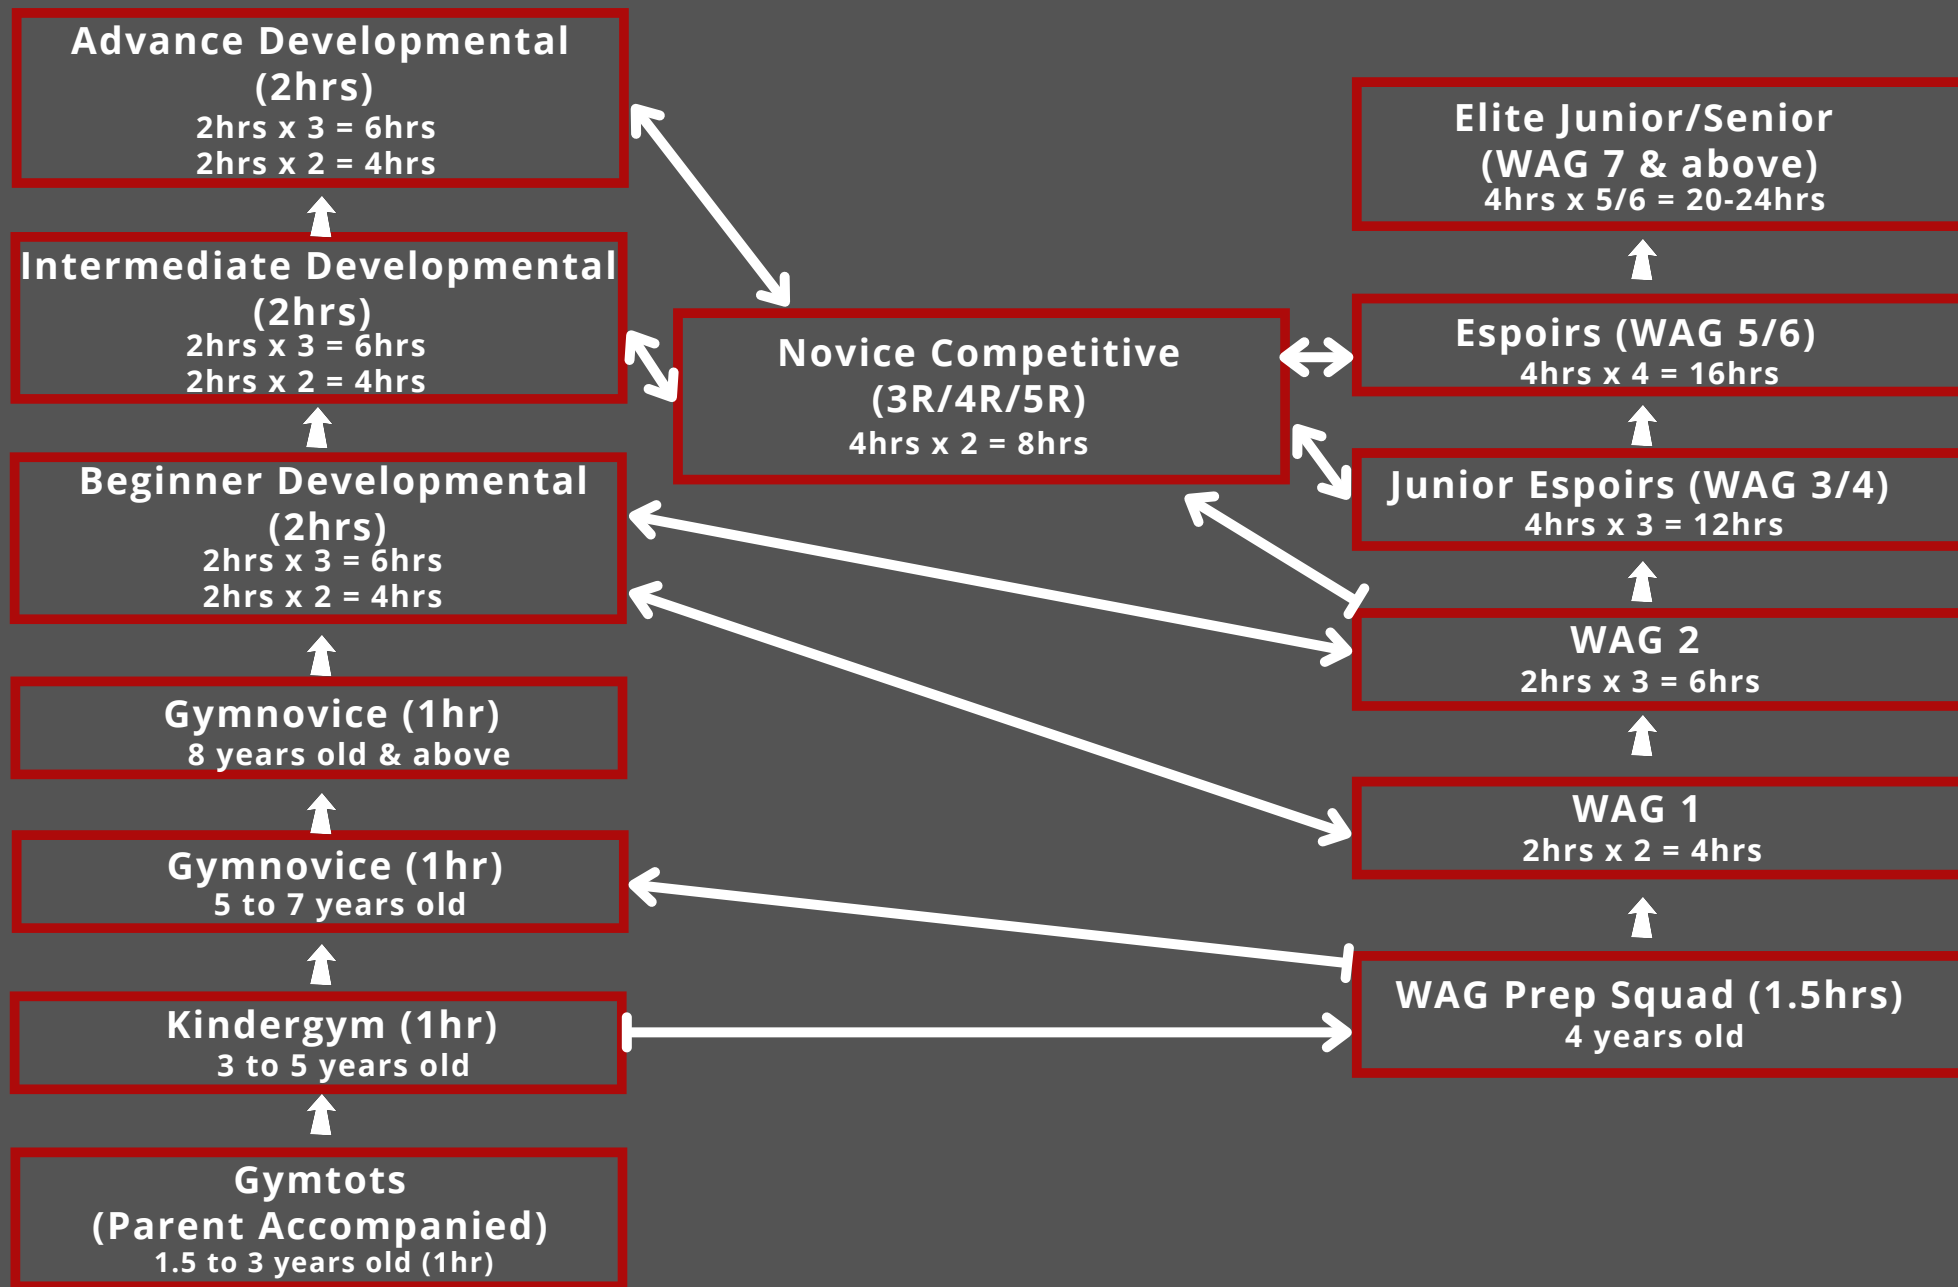 Advance Developmental
(2hrs)
2hrs x 3 = 6hrs
2hrs x 2 = 4hrs
Intermediate Developmental
(2hrs)
2hrs x 3 = 6hrs
2hrs x 2 = 4hrs
Beginner Developmental
(2hrs)
2hrs x 3 = 6hrs
2hrs x 2 = 4hrs
Gymnovice (1hr)
8 years old & above
Gymnovice (1hr)
5 to 7 years old
Kindergym (1hr)
3 to 5 years old
Gymtots
(Parent Accompanied)
1.5 to 3 years old (1hr)
Novice Competitive
(3R/4R/5R)
4hrs x 2 = 8hrs
Elite Junior/Senior
(WAG 7 & above)
4hrs x 5/6 = 20-24hrs
Espoirs (WAG 5/6)
4hrs x 4 = 16hrs
Junior Espoirs (WAG 3/4)
4hrs x 3 = 12hrs
WAG 2
2hrs x 3 = 6hrs
WAG 1
2hrs x 2 = 4hrs
WAG Prep Squad (1.5hrs)
4 years old